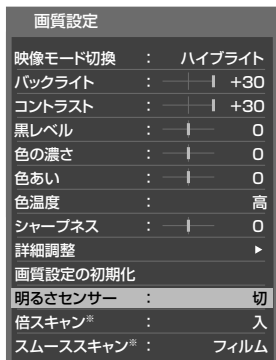 画質設定
映像モード切換 : ハイブライト
バックライト : +30
コントラスト : +30
黒レベル : 0
色の濃さ : 0
色あい : 0
色温度 : 高
シャープネス : 0
詳細調整
画質設定の初期化
明るさセンサー : 切
倍スキャン※ : 入
スムーススキャン※ : フィルム